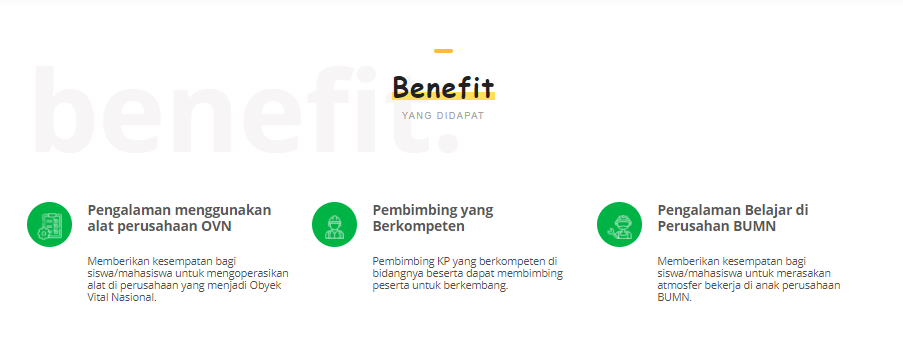 benefit.
Benefit
YANG DIDAPAT
Pengalaman menggunakan
alat perusahaan OVN
Memberikan kesempatan bagi
siswa/mahasiswa untuk mengoperasikan
alat di perusahaan yang menjadi Obyek
Vital Nasional.
Pembimbing yang
Berkompeten
Pembimbing KP yang berkompeten di
bidangnya beserta dapat membimbing
peserta untuk berkembang.
Pengalaman Belajar di
Perusahan BUMN
Memberikan kesempatan bagi
siswa/mahasiswa untuk merasakan
atmosfer bekerja di anak perusahaan
BUMN.